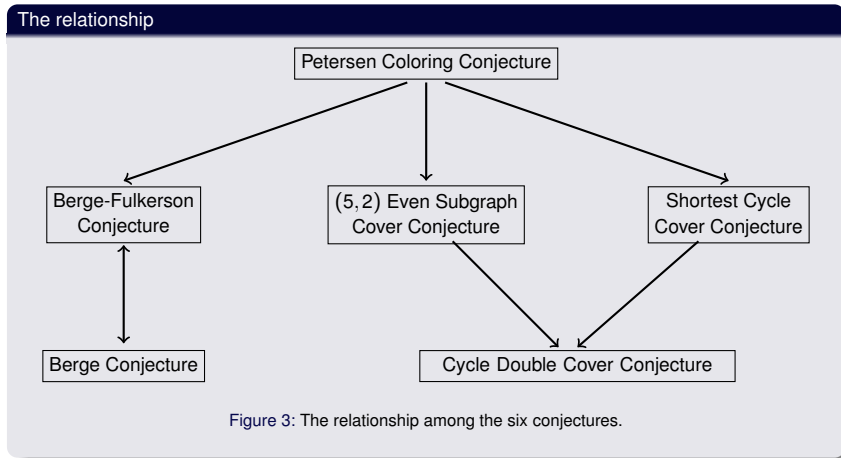 The relationship
Petersen Coloring Conjecture
Berge-Fulkerson
Conjecture
(5,2) Even Subgraph
Cover Conjecture
Shortest Cycle
Cover Conjecture
Berge Conjecture
Cycle Double Cover Conjecture
Figure 3: The relationship among the six conjectures.